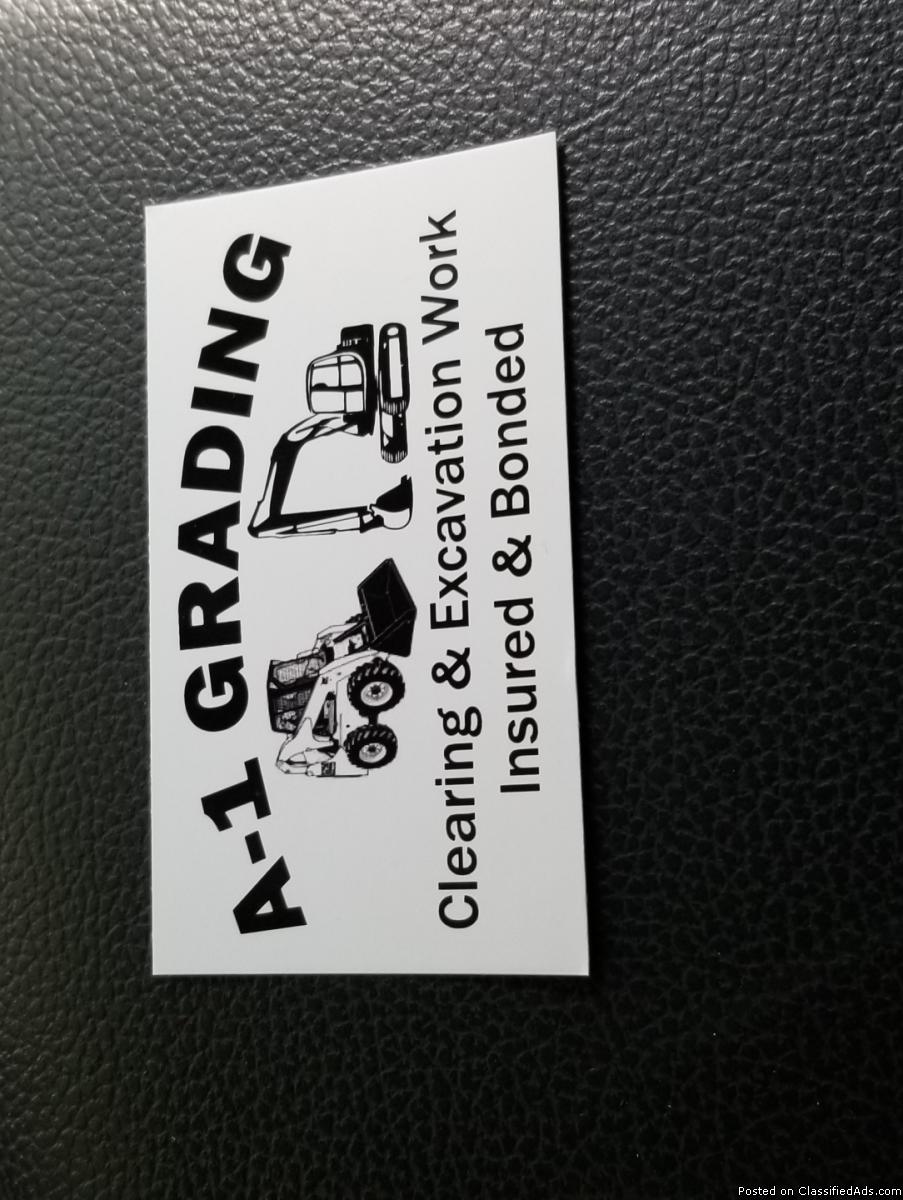 A-1 GRADING
Clearing & Excavation Work
Insured & Bonded
Posted on ClassifiedAds.com